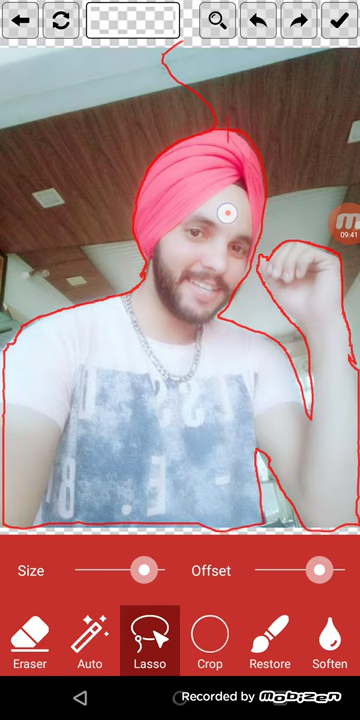 09:41
Size
Offset
Eraser
Auto
Lasso
Crop
Restore
Soften
Recorded by mobizen